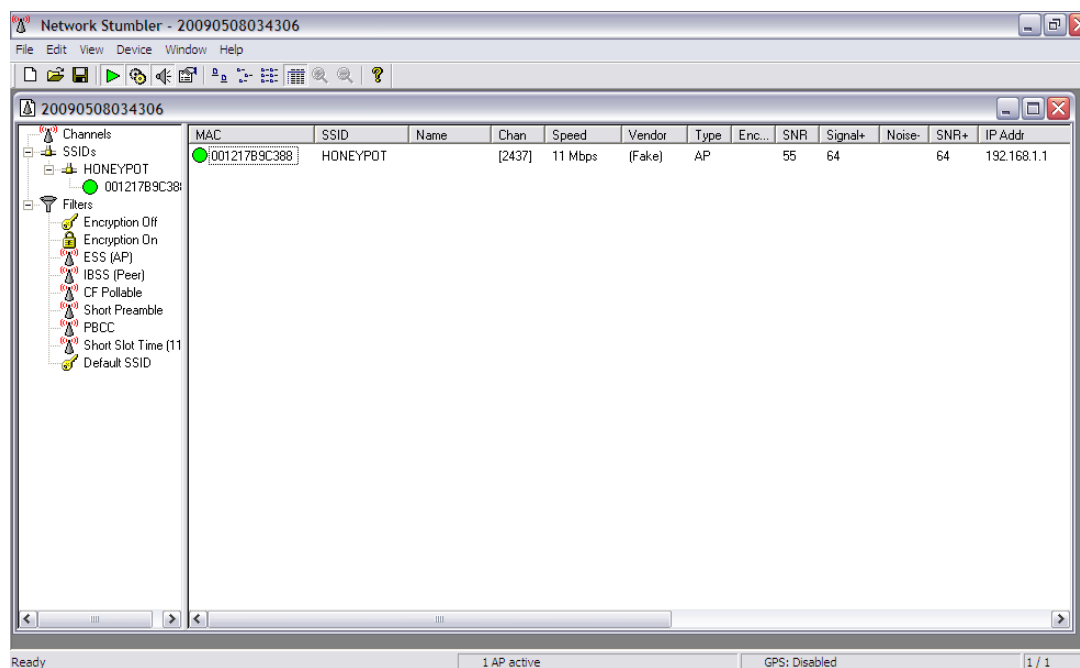 Network Stumbler - 20090508034306
File Edit View Device Window Help
20090508034306
Channels
SSIDs
HONEYPOT
001217B9C388
Filters
Encryption Off
Encryption On
ESS (AP)
IBSS (Peer)
CF Pollable
Short Preamble
PBCC
Short Slot Time (11
Default SSID
MAC SSID Name Chan Speed Vendor Type Enc... SNR Signal+ Noise- SNR+ IP Addr
001217B9C388 HONEYPOT [2437] 11 Mbps (Fake) AP 55 64 64 192.168.1.1
Ready 1 AP active GPS: Disabled 1 / 1